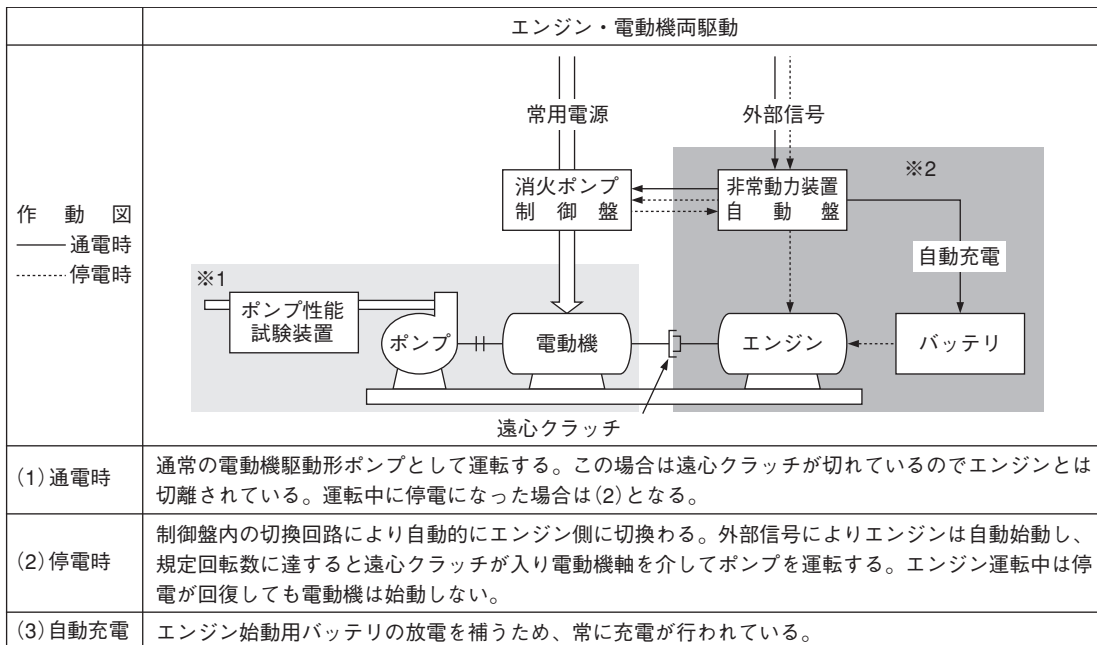 エンジン・電動機両駆動
作動図
通電時
停電時
常用電源
外部信号
※2
消火ポンプ
制御盤
非常動力装置
自動盤
自動充電
※1
ポンプ性能
試験装置
ポンプ
電動機
エンジン
バッテリ
遠心クラッチ
(1)通電時
通常の電動機駆動形ポンプとして運転する。この場合は遠心クラッチが切れているのでエンジンとは
切離されている。運転中に停電になった場合は(2)となる。
(2)停電時
制御盤内の切換回路により自動的にエンジン側に切換わる。外部信号によりエンジンは自動始動し、
規定回転数に達すると遠心クラッチが入り電動機軸を介してポンプを運転する。エンジン運転中は停
電が回復しても電動機は始動しない。
(3)自動充電
エンジン始動用バッテリの放電を補うため、常に充電が行われている。